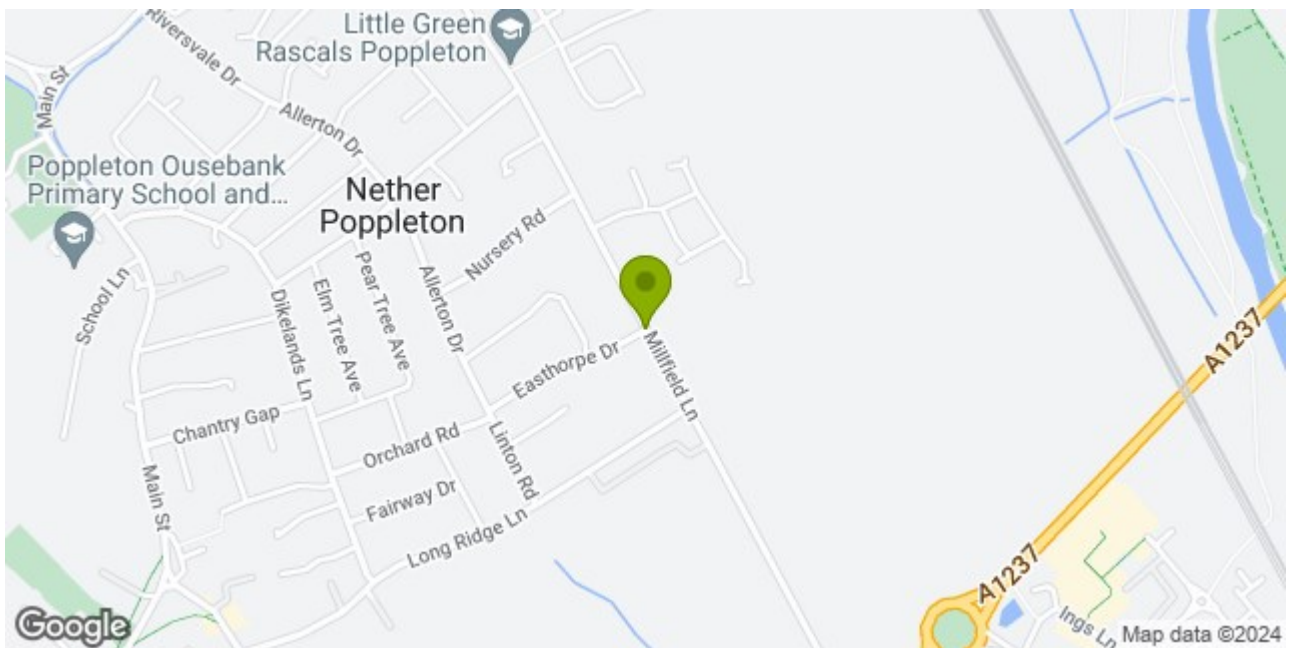 Little Green
Rascals Poppleton
Riversvale Dr
Main St
Allerton Dr
Poppleton Ousebank
Primary School and...
Nether
Poppleton
Nursery Rd
School Ln
Pear Tree Ave
Elm Tree Ave
Allerton Dr
Dikelands Ln
Easthorpe Dr
Millfield Ln
A1237
Chantry Gap
Orchard Rd
Linton Rd
Main St
Fairway Dr
Long Ridge Ln
A1237
Ings Ln
Google
Map data ©2024